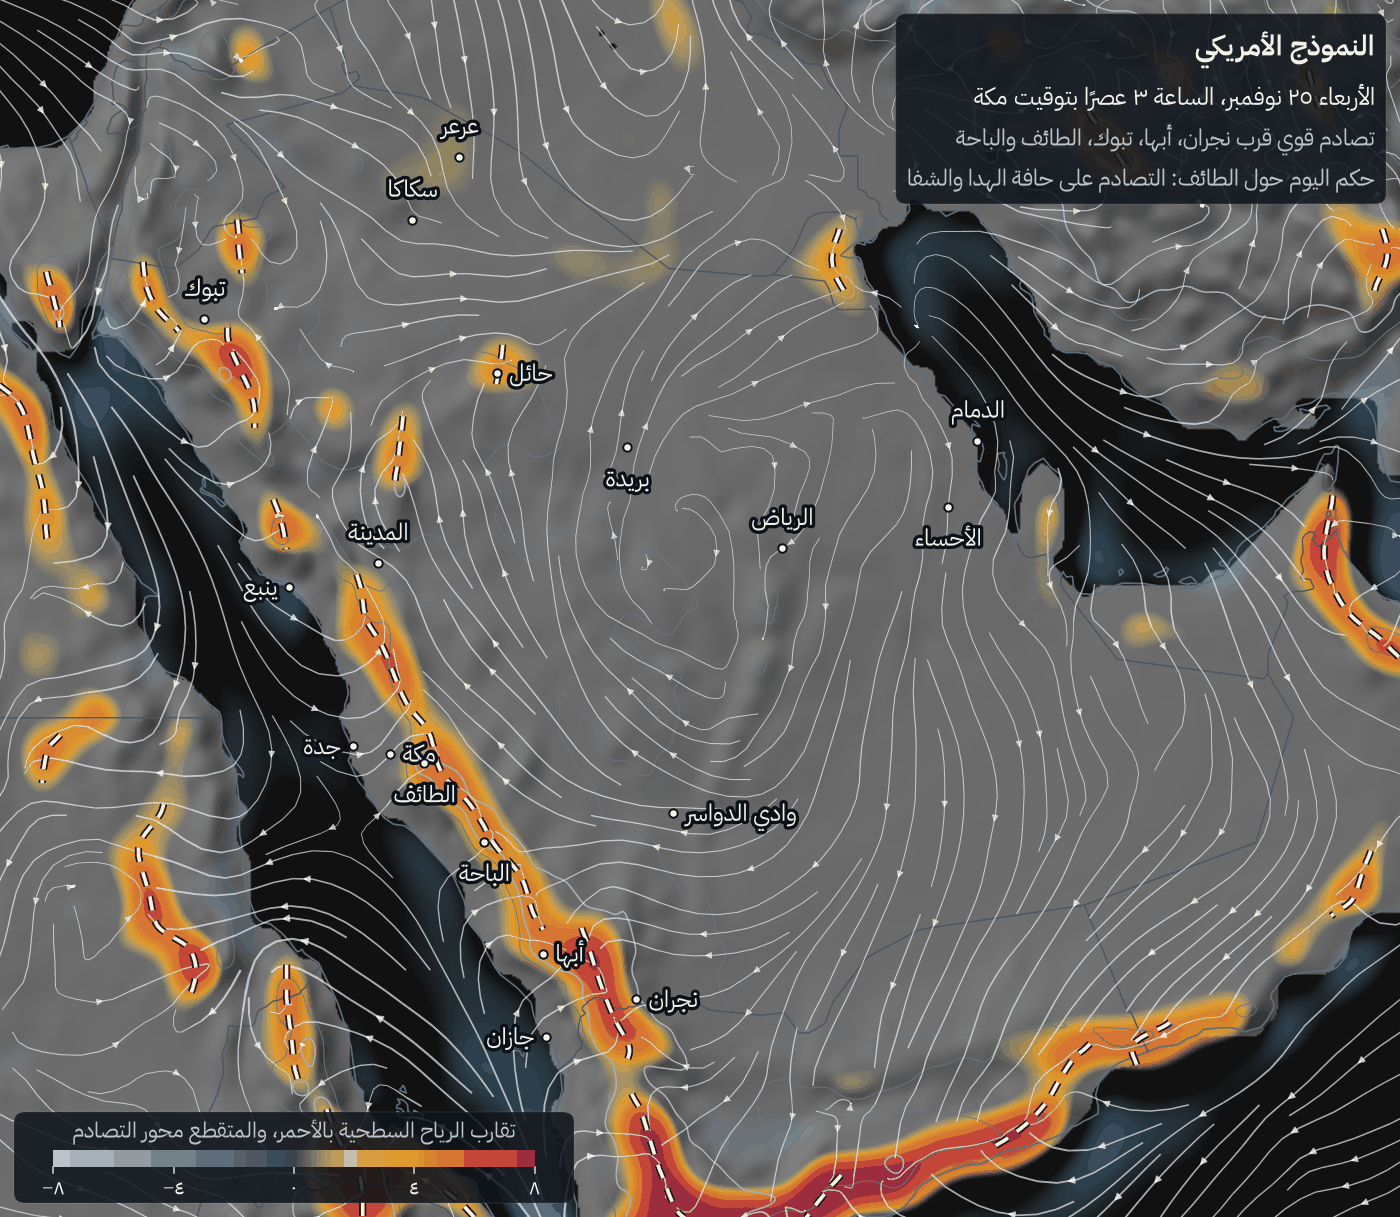 النموذج الأمريكي
الأربعاء ٢٥ نوفمبر، الساعة ٣ عصرًا بتوقيت مكة
تصادم قوي قرب نجران، أبها، تبوك، الطائف والباحة
حكم اليوم حول الطائف: التصادم على حافة الهدا والشفا
عرعر
سكاكا
تبوك
حائل
الدمام
بريدة
الرياض
المدينة
الأحساء
ينبع
جدة
مكة
الطائف
وادي الدواسر
الباحة
أبها
نجران
جازان
تقارب الرياح السطحية بالأحمر، والمتقطع محور التصادم
−٨ −٤ ٠ ٤ ٨